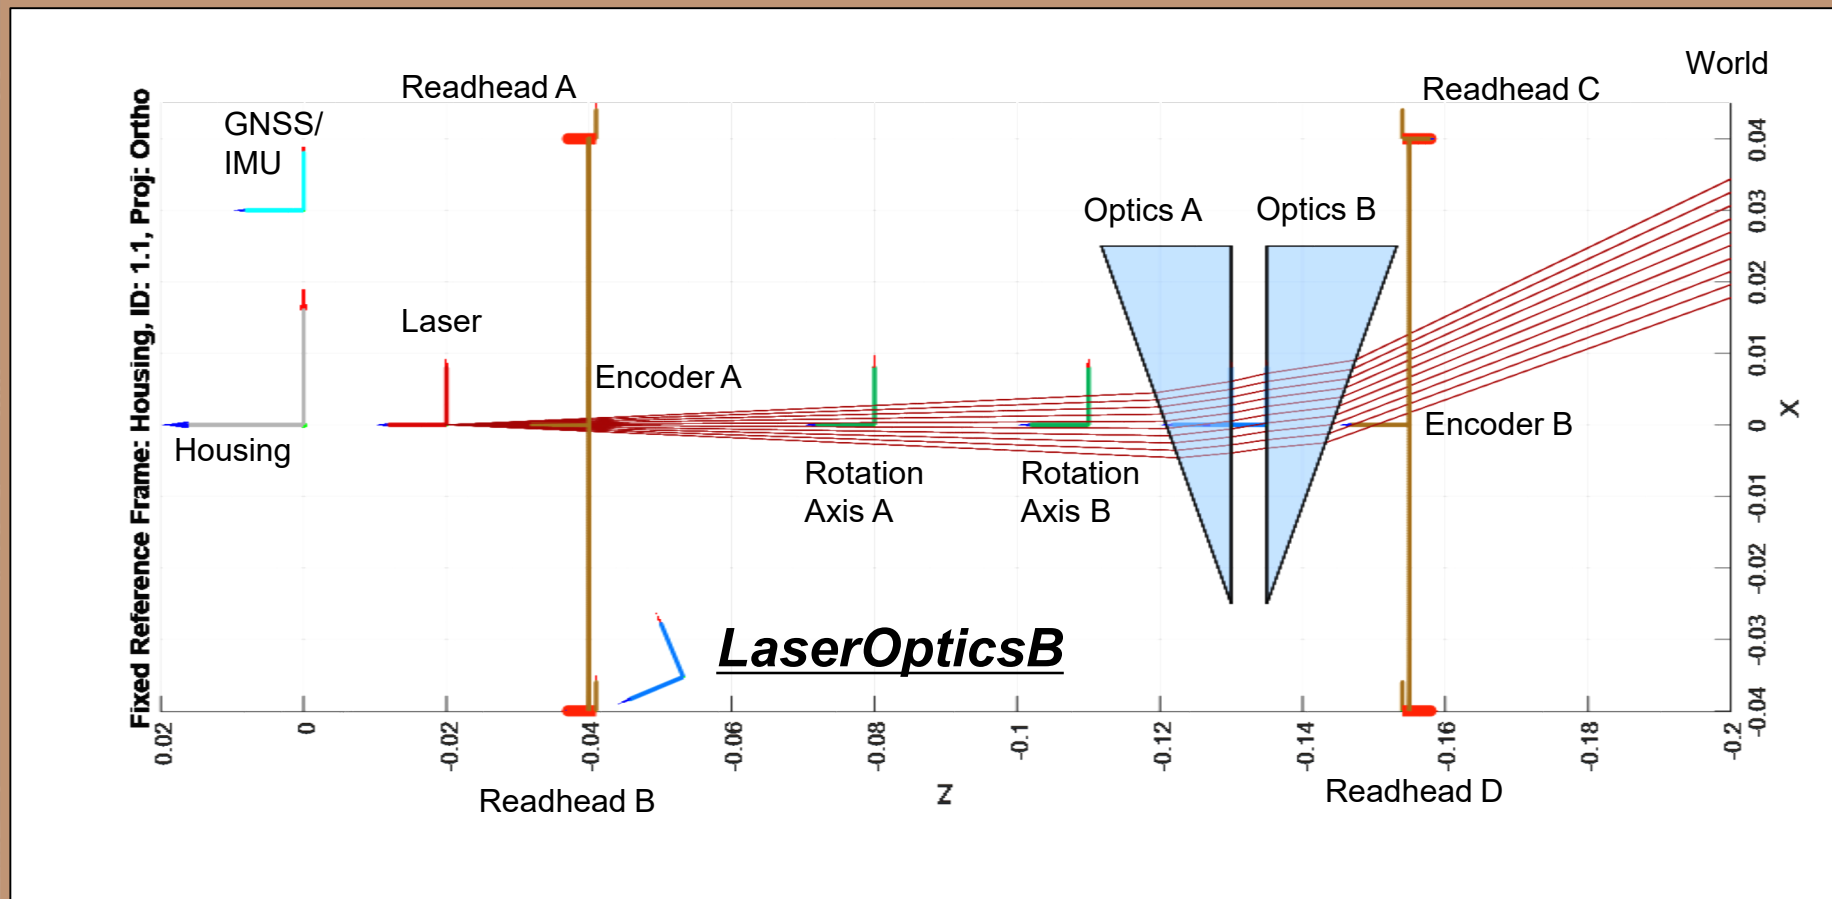 World
Readhead A
Readhead C
GNSS/
IMU
Fixed Reference Frame: Housing, ID: 1.1, Proj: Ortho
Optics A
Optics B
Laser
Encoder A
Housing
Encoder B
Rotation
Axis A
Rotation
Axis B
LaserOpticsB
0.04
0.03
0.02
0.01
0
-0.01
-0.02
-0.03
-0.04
X
0.02
0
-0.02
-0.04
-0.06
-0.08
-0.1
-0.12
-0.14
-0.16
-0.18
-0.2
Z
Readhead B
Readhead D